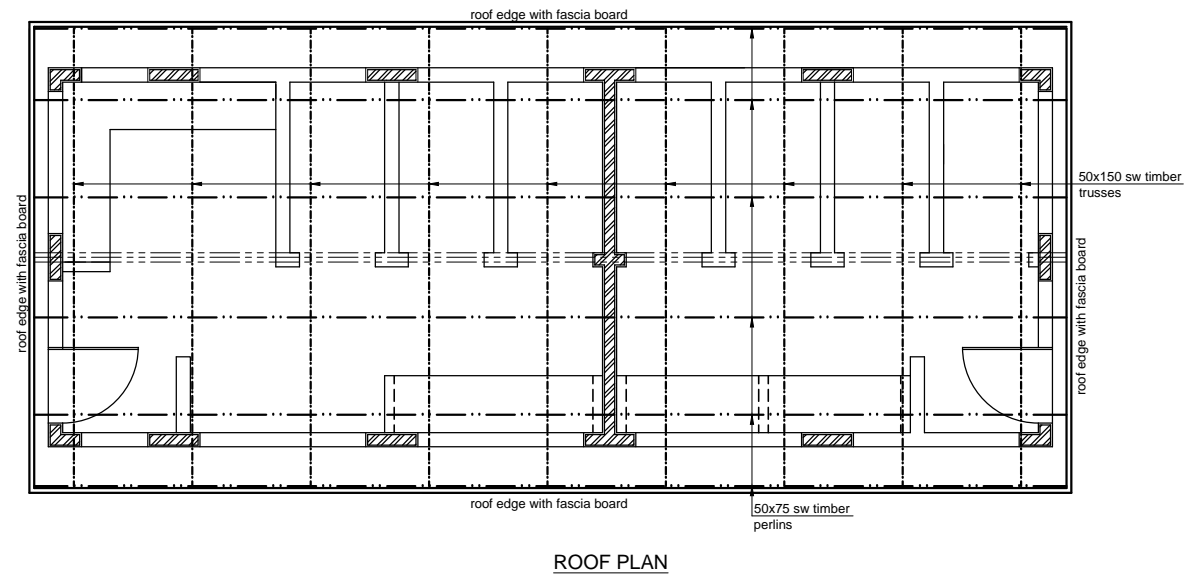 roof edge with fascia board
50x150 sw timber
trusses
roof edge with fascia board
roof edge with fascia board
roof edge with fascia board
50x75 sw timber
perlins
ROOF PLAN